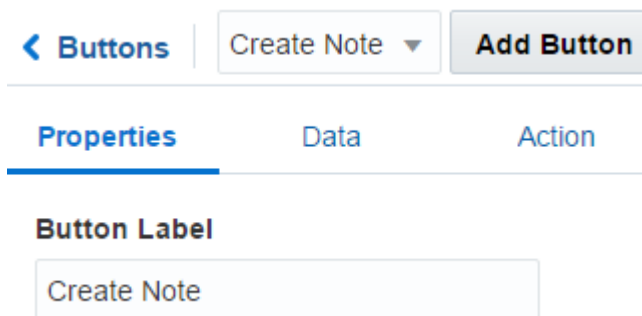 Buttons Create Note Add Button
Properties Data Action
Button Label
Create Note